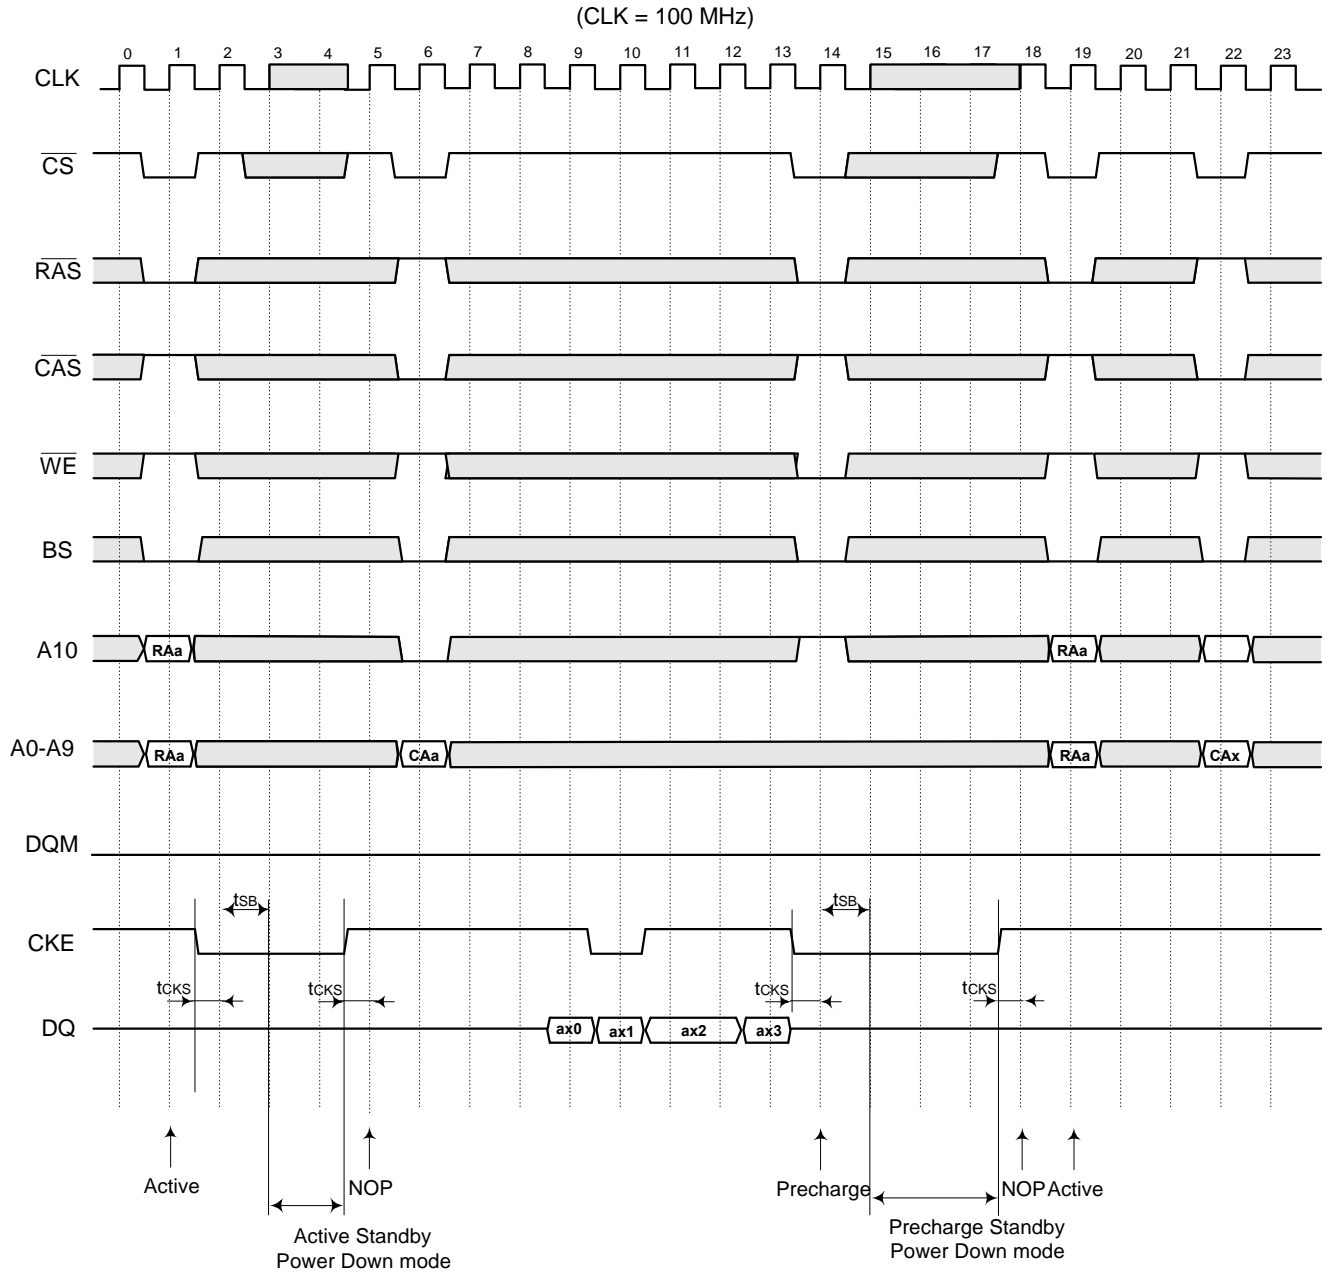 (CLK = 100 MHz)
0 1 2 3 4 5 6 7 8 9 10 11 12 13 14 15 16 17 18 19 20 21 22 23
CLK
CS
RAS
CAS
WE
BS
A10 RAa RAa
A0-A9 RAa CAa RAa CAx
DQM
tSB tSB
CKE
tCKS tCKS tCKS tCKS
DQ ax0 ax1 ax2 ax3
Active NOP Precharge NOP Active
Active Standby
Power Down mode
Precharge Standby
Power Down mode